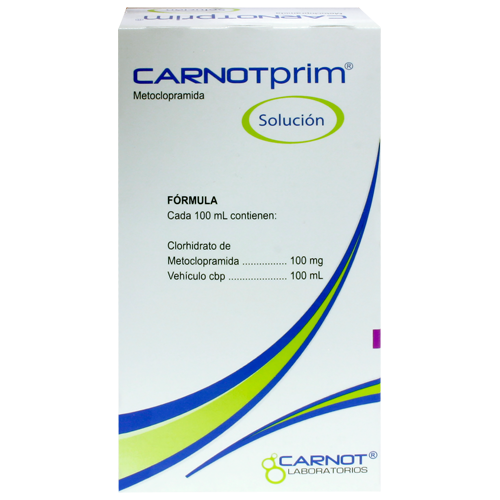 CARNOTprim®
Metoclopramida
Solución
FÓRMULA
Cada 100 mL contienen:
Clorhidrato de
Metoclopramida ................ 100 mg
Vehículo cbp ..................... 100 mL
CARNOT®
LABORATORIOS